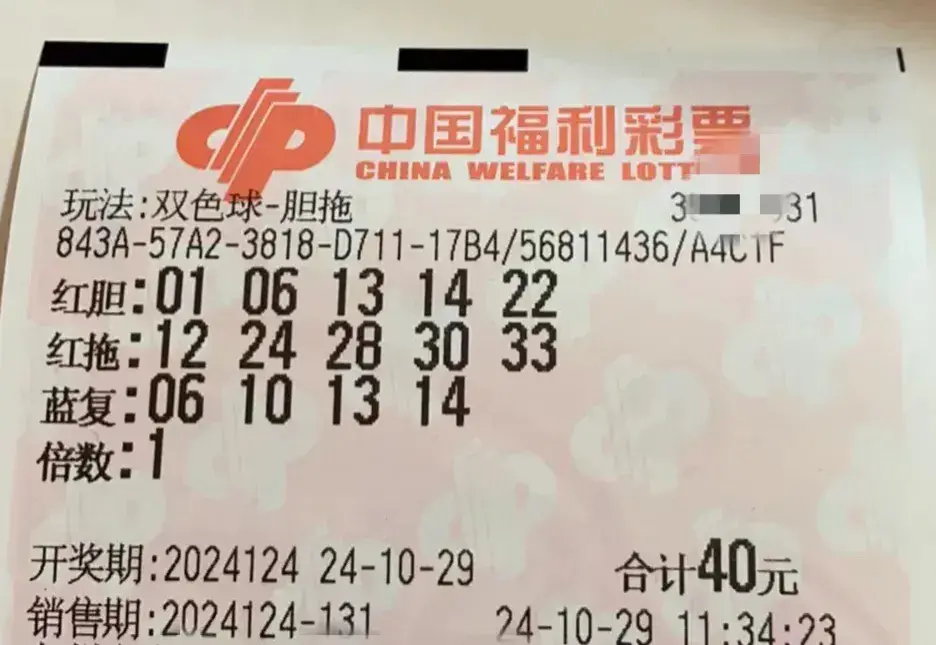 中国福利彩票
CHINA WELFARE LOTT
玩法:双色球-胆拖 31
843A-57A2-3818-D711-17B4/56811436/A4C1F
红胆:01 06 13 14 22
红拖:12 24 28 30 33
蓝复:06 10 13 14
倍数:1
开奖期:2024124 24-10-29 合计40元
销售期:2024124-131 24-10-29 11:34:23